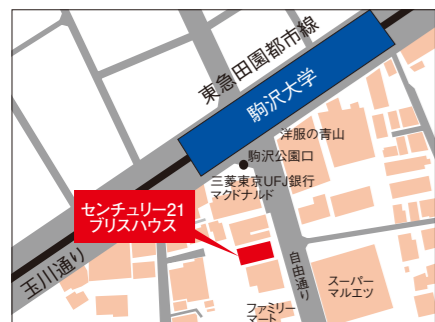 東急田園都市線
駒沢大学
洋服の青山
駒沢公園口
三菱東京UFJ銀行
マクドナルド
センチュリー21
ブリスハウス
玉川通り
自由通り
スーパー
マルエツ
ファミリー
マート